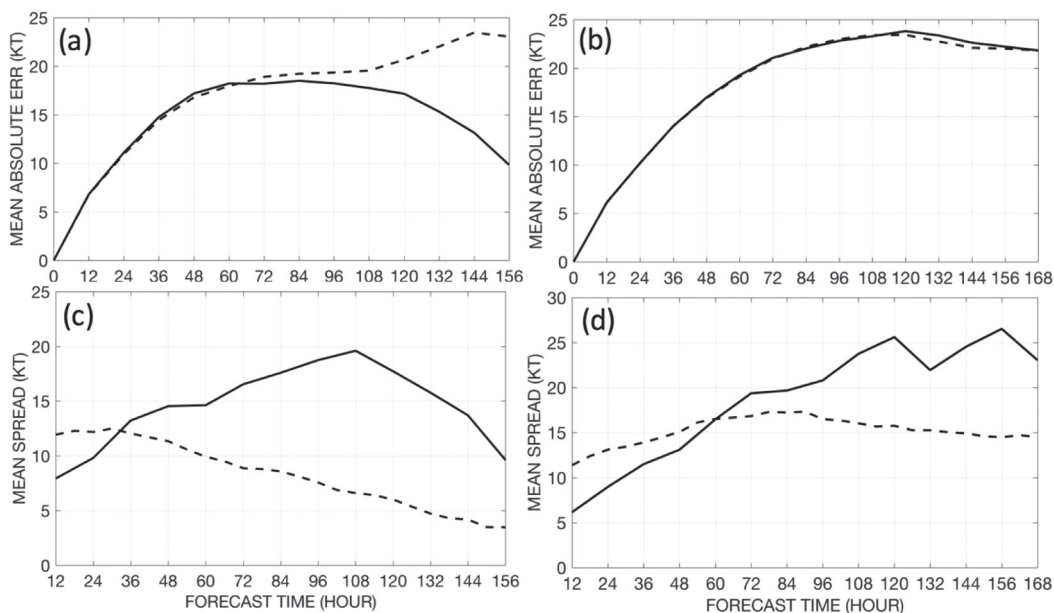 (a)
MEAN ABSOLUTE ERR (KT)
25
20
15
10
5
0
0 12 24 36 48 60 72 84 96 108 120 132 144 156
(b)
MEAN ABSOLUTE ERR (KT)
25
20
15
10
5
0
0 12 24 36 48 60 72 84 96 108 120 132 144 156 168
(c)
MEAN SPREAD (KT)
25
20
15
10
5
0
12 24 36 48 60 72 84 96 108 120 132 144 156
FORECAST TIME (HOUR)
(d)
MEAN SPREAD (KT)
30
25
20
15
10
5
0
12 24 36 48 60 72 84 96 108 120 132 144 156 168
FORECAST TIME (HOUR)